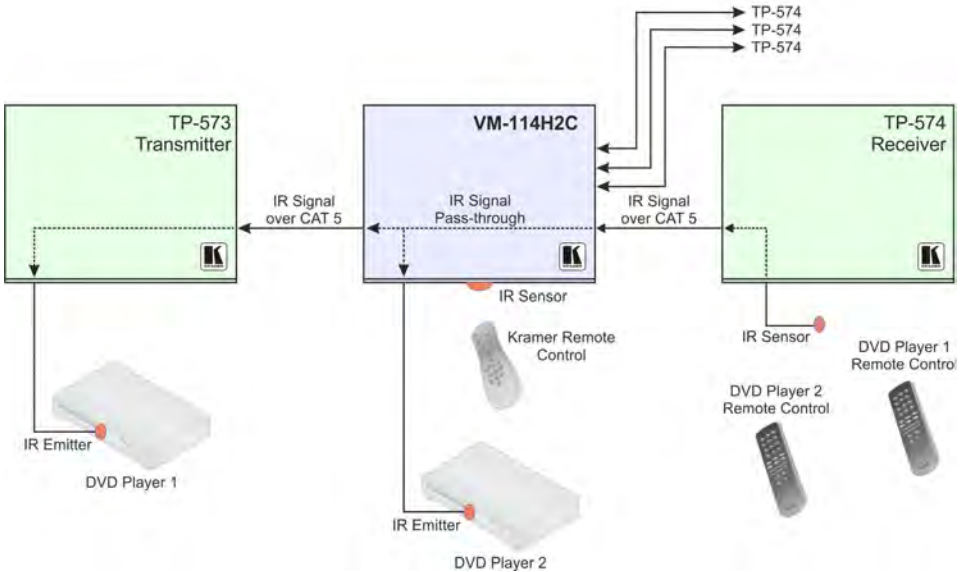 TP-574
TP-574
TP-574
TP-573
Transmitter
VM-114H2C
TP-574
Receiver
IR Signal
over CAT 5
IR Signal
Pass-through
IR Signal
over CAT 5
IR Sensor
Kramer Remote
Control
IR Sensor
DVD Player 1
Remote Control
DVD Player 2
Remote Control
IR Emitter
DVD Player 1
IR Emitter
DVD Player 2